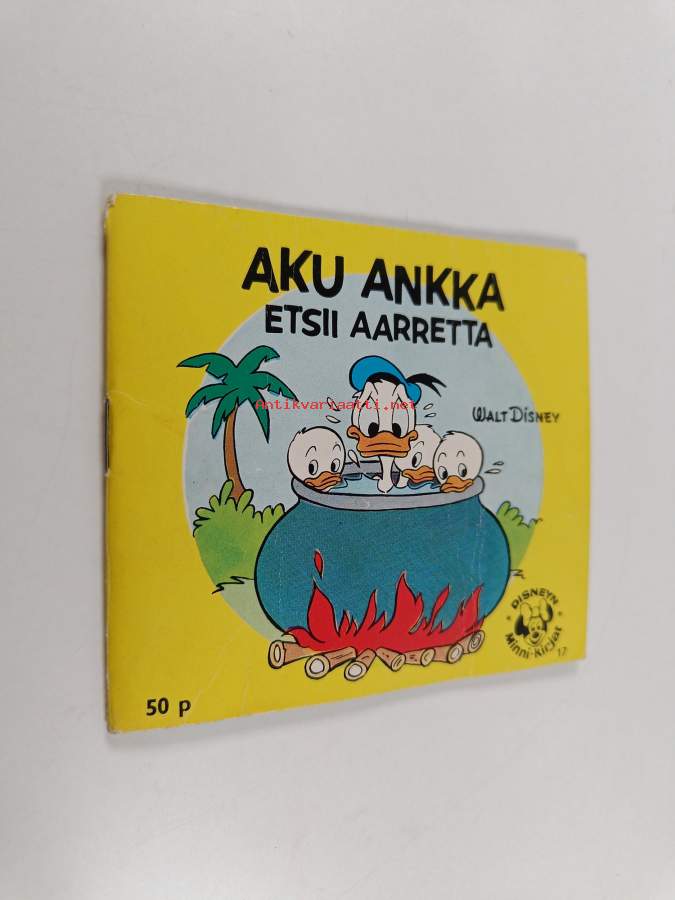 AKU ANKKA
ETSII AARRETTA
Antikvariaatti.net
WALT DISNEY
DISNEYN
Minni-Kirjat
17
50 p